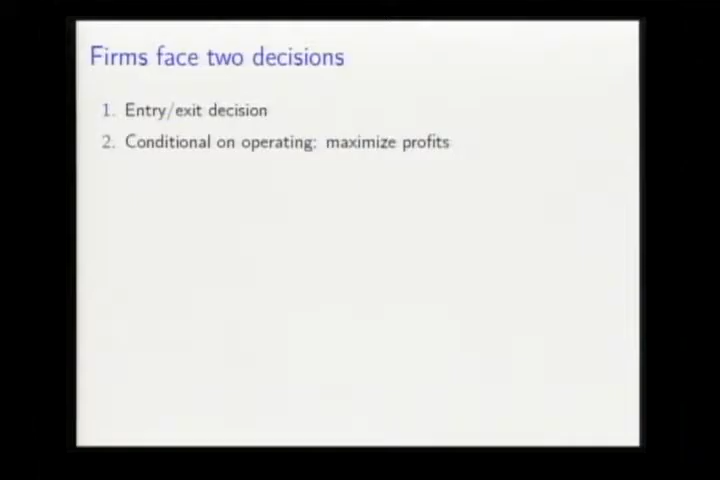 Firms face two decisions
1. Entry/exit decision
2. Conditional on operating: maximize profits